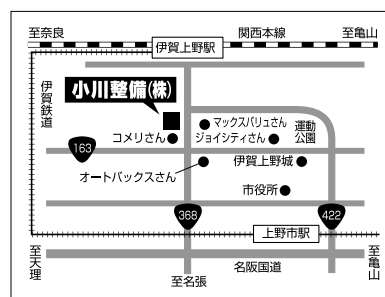 至奈良
関西本線
至亀山
伊賀上野駅
伊賀鉄道
小川整備(株)
マックスバリュさん
運動公園
コメリさん
ジョイシティさん
163
伊賀上野城
オートバックスさん
市役所
368
422
上野市駅
至天理
名阪国道
至亀山
至名張